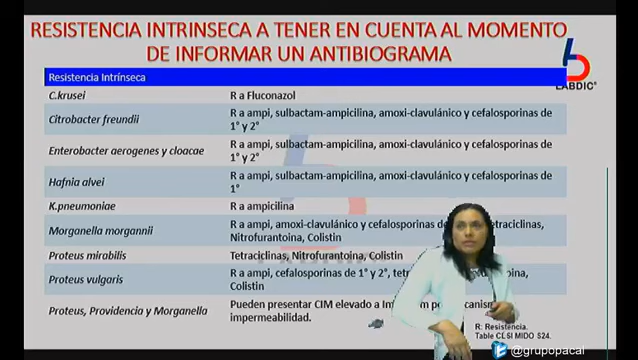 RESISTENCIA INTRINSECA A TENER EN CUENTA AL MOMENTO
DE INFORMAR UN ANTIBIOGRAMA
LABDIC®
Resistencia Intrínseca
C.krusei R a Fluconazol
Citrobacter freundii R a ampi, sulbactam-ampicilina, amoxi-clavulánico y cefalosporinas de
1° y 2°
Enterobacter aerogenes y cloacae R a ampi, sulbactam-ampicilina, amoxi-clavulánico y cefalosporinas de
1° y 2°
Hafnia alvei R a ampi, sulbactam-ampicilina, amoxi-clavulánico y cefalosporinas de
1°
K.pneumoniae R a ampicilina
Morganella morgannii R a ampi, amoxi-clavulánico y cefalosporinas de
Nitrofurantoina, Colistin
Proteus mirabilis Tetraciclinas, Nitrofurantoina, Colistin
Proteus vulgaris R a ampi, cefalosporinas de 1° y 2°,
Colistin
Proteus, Providencia y Morganella Pueden presentar CIM elevado a
impermeabilidad.
R: Resistencia.
Table CLSI MIDO S24.
@grupopacal